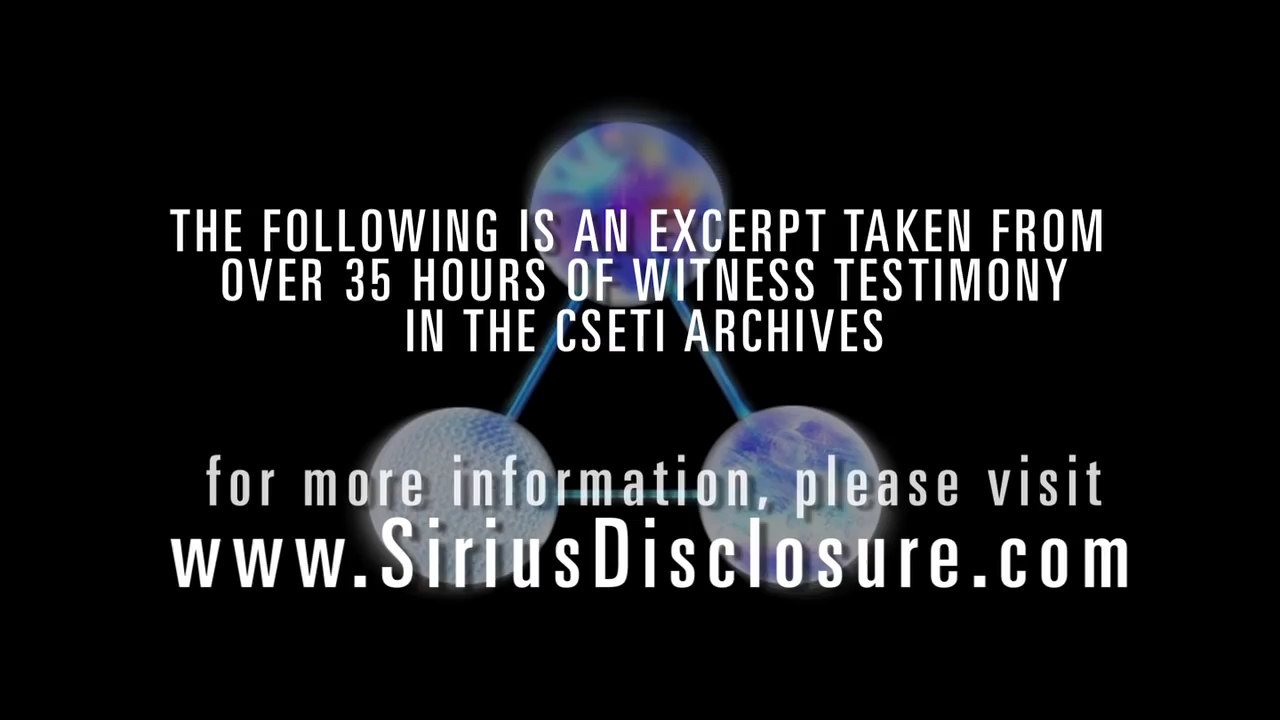 THE FOLLOWING IS AN EXCERPT TAKEN FROM
OVER 35 HOURS OF WITNESS TESTIMONY
IN THE CSETI ARCHIVES
for more information, please visit
www.SiriusDisclosure.com